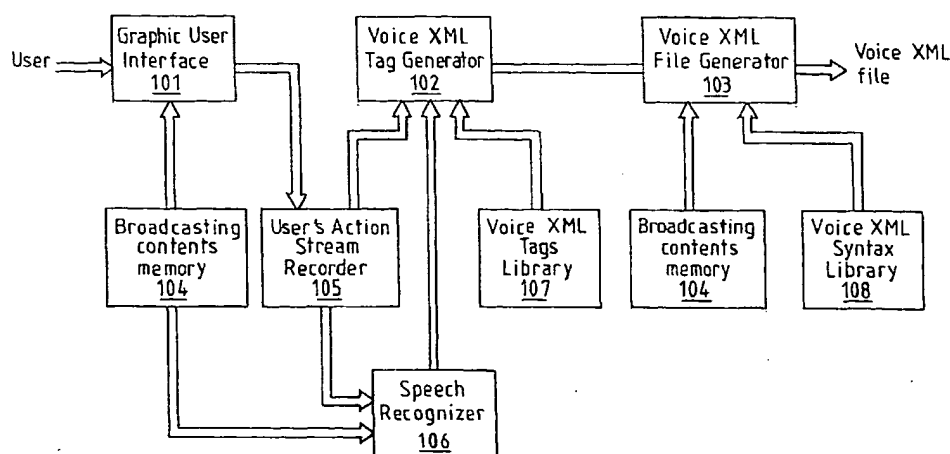 User
Graphic User
Interface
101
Voice XML
Tag Generator
102
Voice XML
File Generator
103
Voice XML
file
Broadcasting
contents
memory
104
User's Action
Stream
Recorder
105
Voice XML
Tags
Library
107
Broadcasting
contents
memory
104
Voice XML
Syntax
Library
108
Speech
Recognizer
106